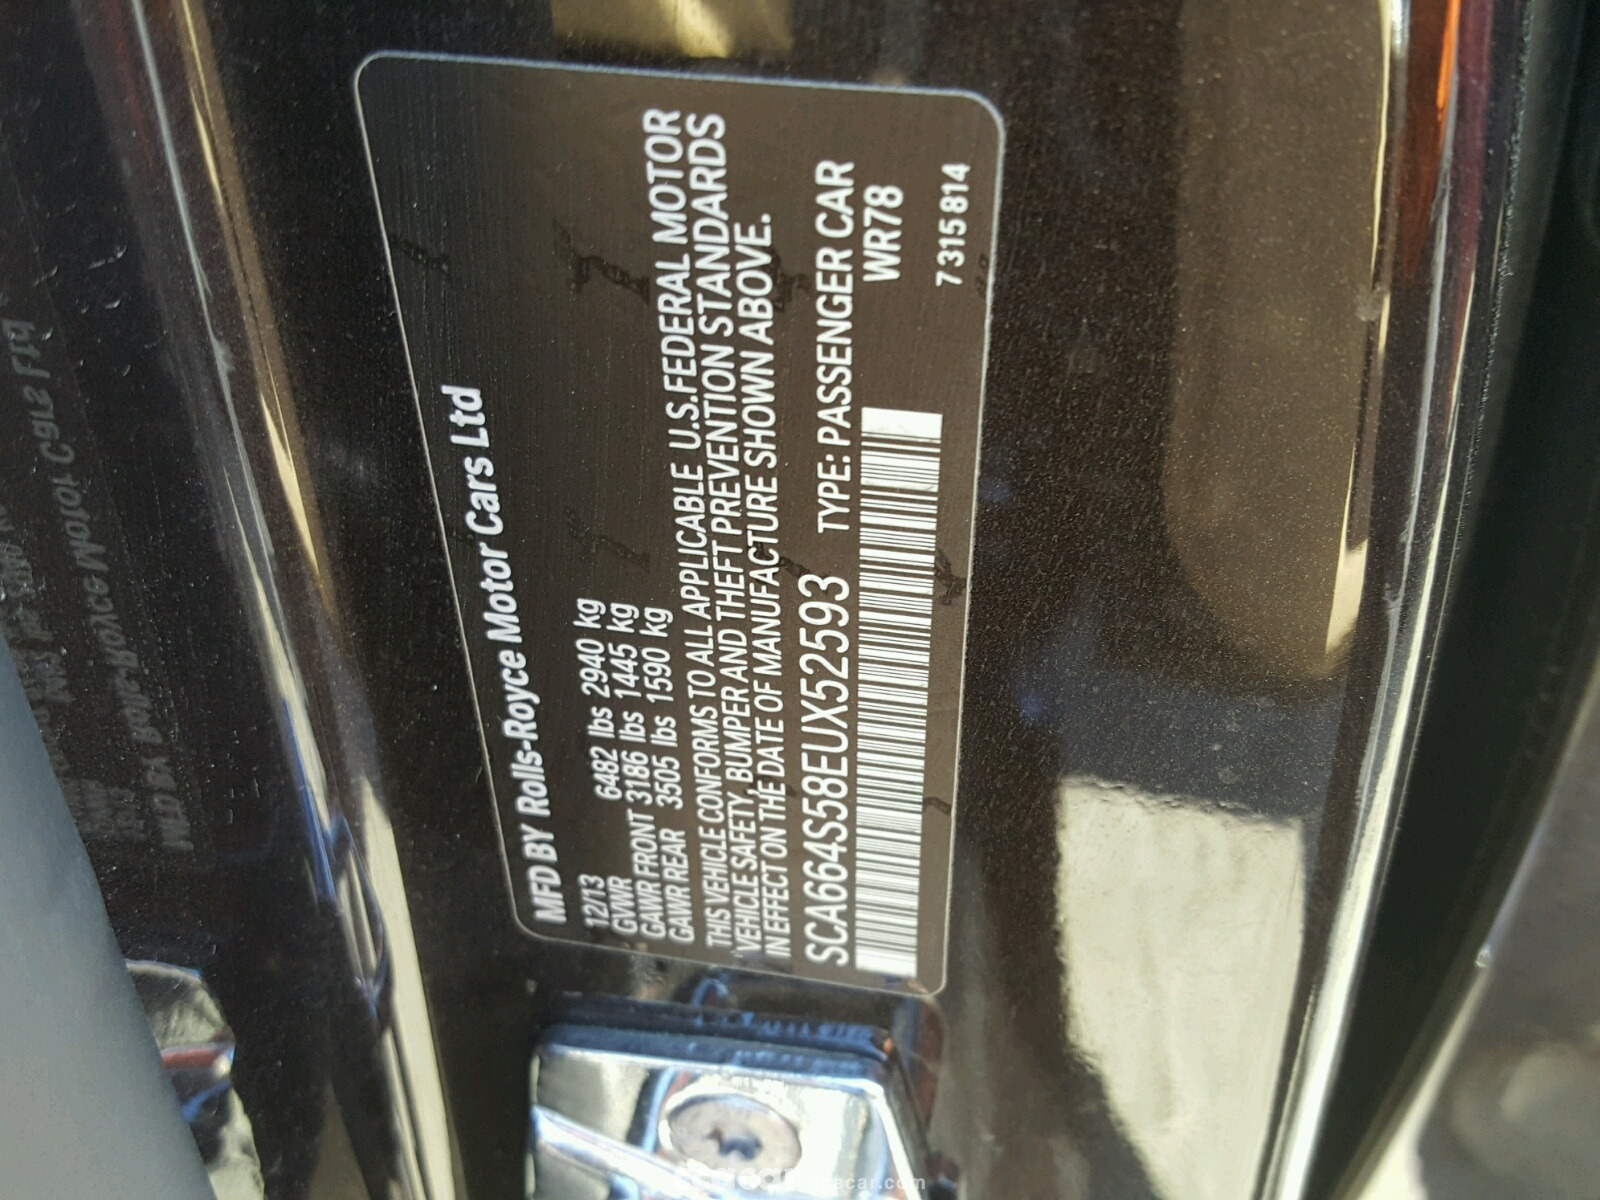 MFD BY Rolls-Royce Motor Cars Ltd
12/13
GVWR 6482 lbs 2940 kg
GAWR FRONT 3186 lbs 1445 kg
GAWR REAR 3505 lbs 1590 kg
THIS VEHICLE CONFORMS TO ALL APPLICABLE U.S.FEDERAL MOTOR
VEHICLE SAFETY, BUMPER AND THEFT PREVENTION STANDARDS
IN EFFECT ON THE DATE OF MANUFACTURE SHOWN ABOVE.
SCA664S58EUX52593 TYPE: PASSENGER CAR
WR78
7315814